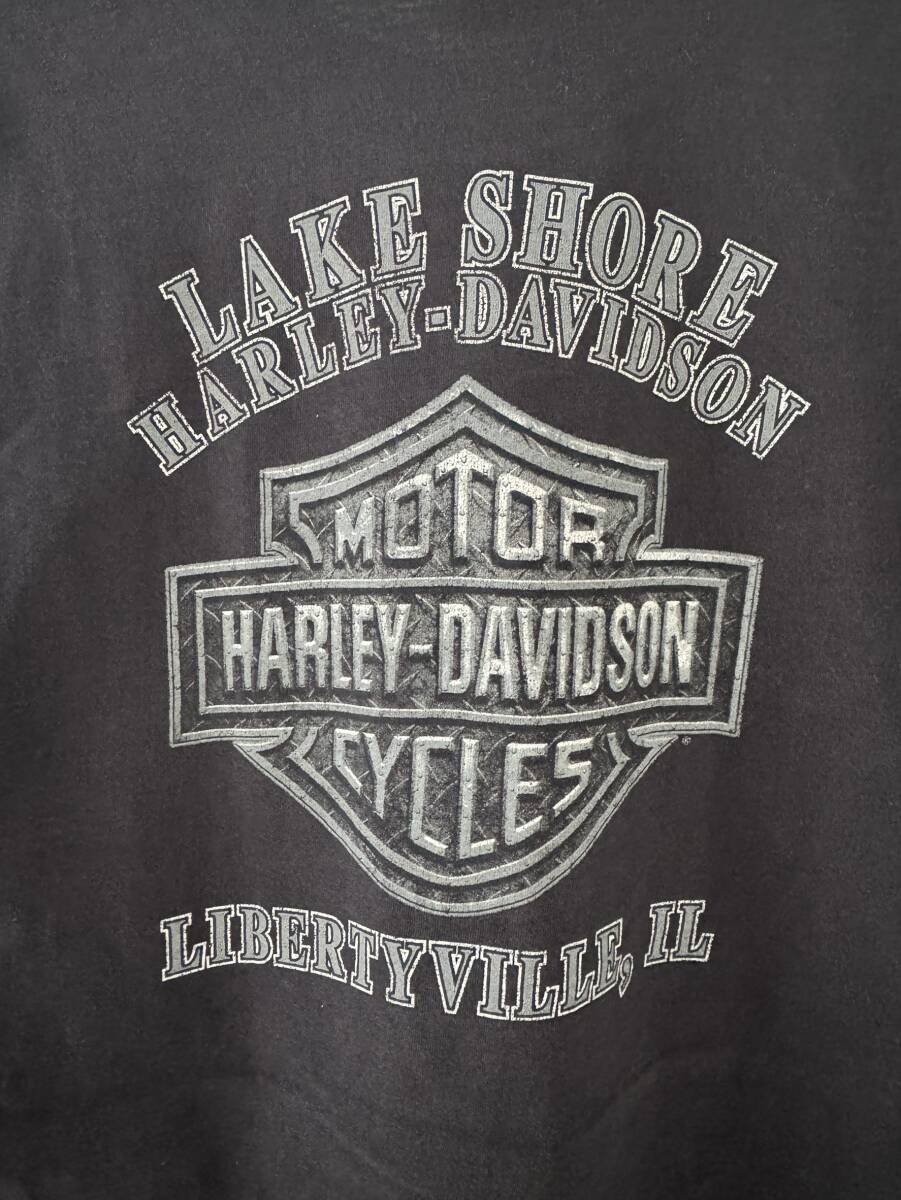 LAKE SHORE
HARLEY-DAVIDSON
MOTOR
HARLEY-DAVIDSON
CYCLES
®
LIBERTYVILLE, IL